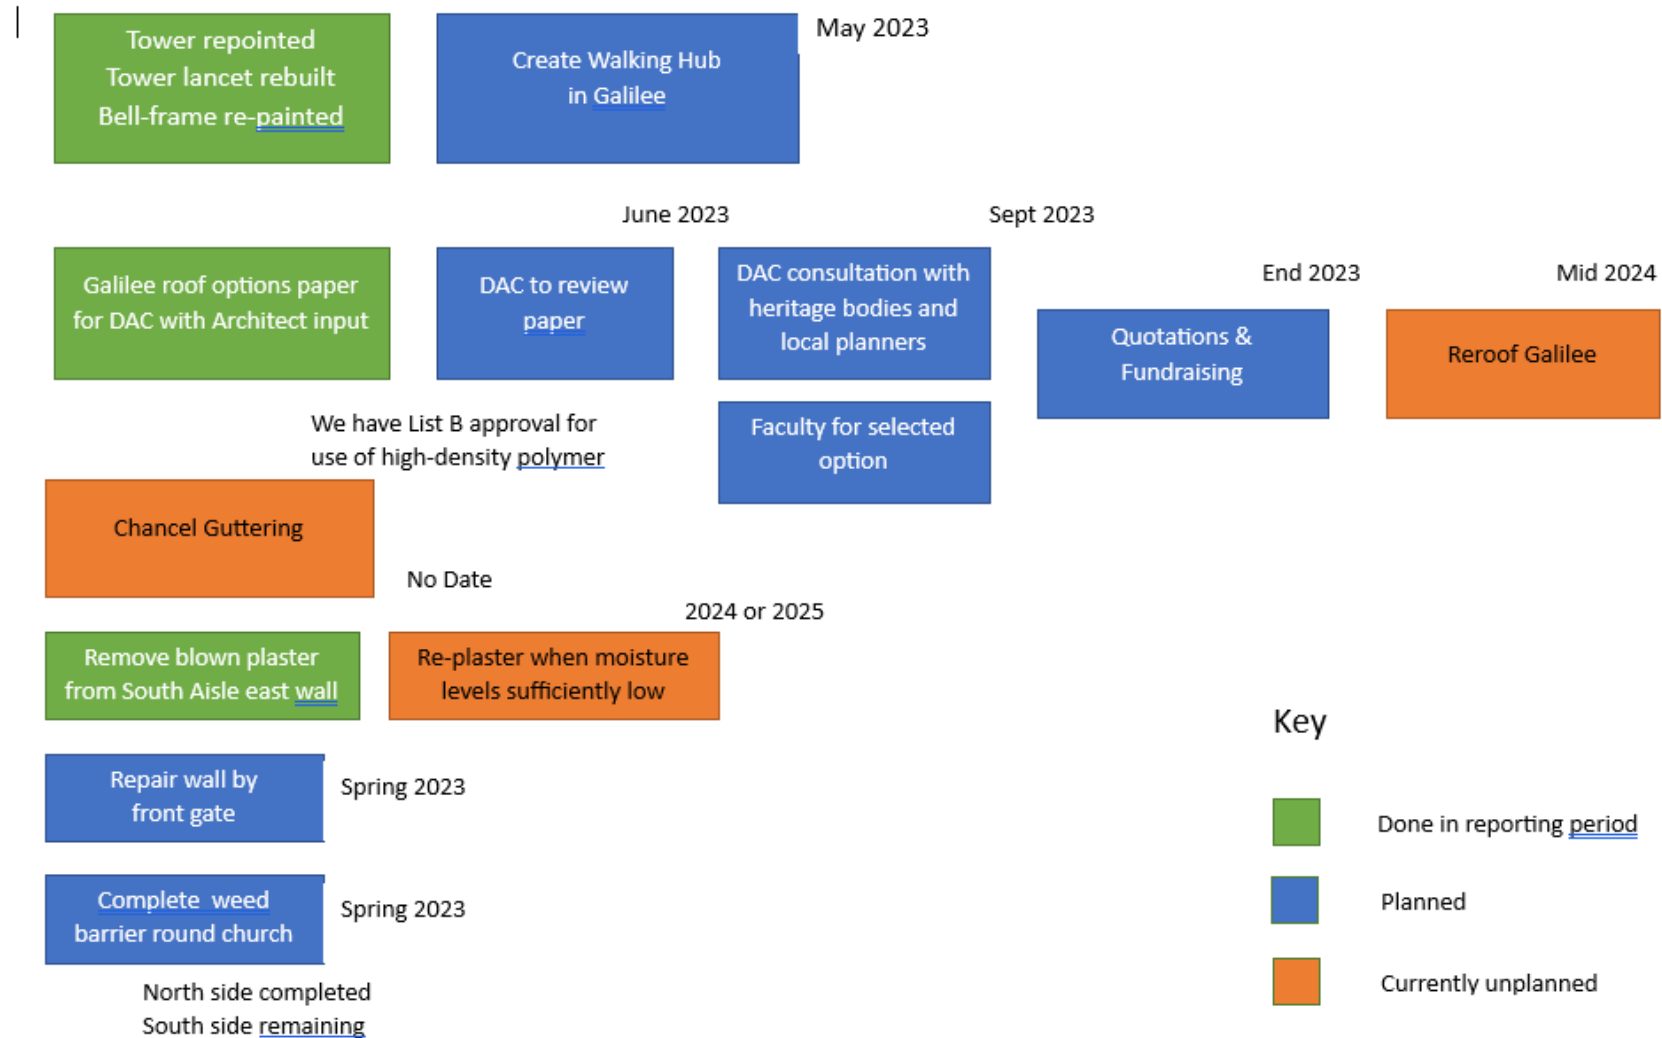 Tower repointed
Tower lancet rebuilt
Bell-frame re-painted
Create Walking Hub
in Galilee
May 2023
June 2023
Sept 2023
End 2023
Mid 2024
Galilee roof options paper
for DAC with Architect input
DAC to review
paper
DAC consultation with
heritage bodies and
local planners
Quotations &
Fundraising
Reroof Galilee
We have List B approval for
use of high-density polymer
Faculty for selected
option
Chancel Guttering
No Date
2024 or 2025
Remove blown plaster
from South Aisle east wall
Re-plaster when moisture
levels sufficiently low
Repair wall by
front gate
Spring 2023
Complete  weed
barrier round church
Spring 2023
North side completed
South side remaining
Key
Done in reporting period
Planned
Currently unplanned